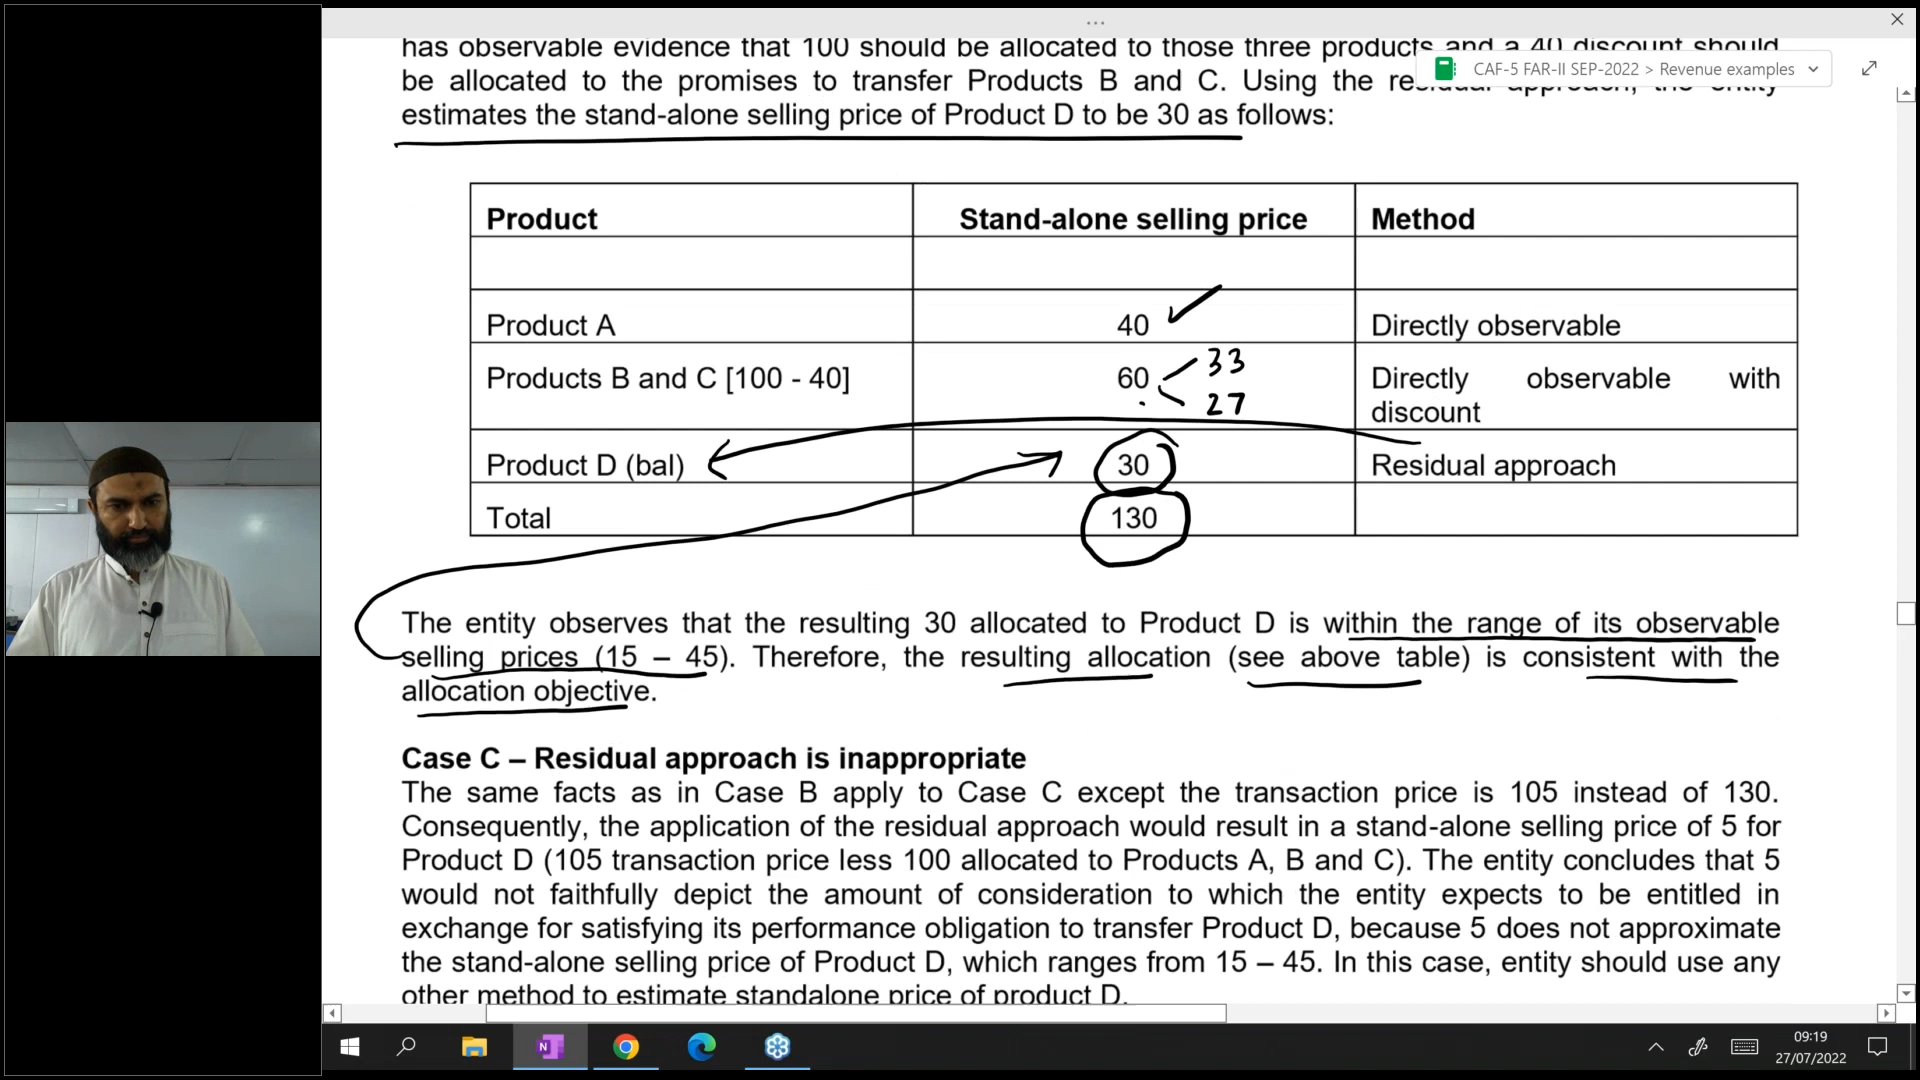 has observable evidence that 100 should be allocated to those three products and a 40 discount should
CAF-5 FAR-II SEP-2022 > Revenue examples
be allocated to the promises to transfer Products B and C. Using the residual approach, the entity
estimates the stand-alone selling price of Product D to be 30 as follows:
Product Stand-alone selling price Method
Product A 40 Directly observable
33
Products B and C [100 - 40] 60 Directly observable with
27
discount
Product D (bal) 30 Residual approach
Total 130
The entity observes that the resulting 30 allocated to Product D is within the range of its observable
selling prices (15 – 45). Therefore, the resulting allocation (see above table) is consistent with the
allocation objective.
Case C – Residual approach is inappropriate
The same facts as in Case B apply to Case C except the transaction price is 105 instead of 130.
Consequently, the application of the residual approach would result in a stand-alone selling price of 5 for
Product D (105 transaction price less 100 allocated to Products A, B and C). The entity concludes that 5
would not faithfully depict the amount of consideration to which the entity expects to be entitled in
exchange for satisfying its performance obligation to transfer Product D, because 5 does not approximate
the stand-alone selling price of Product D, which ranges from 15 – 45. In this case, entity should use any
other method to estimate standalone price of product D.
09:19
27/07/2022